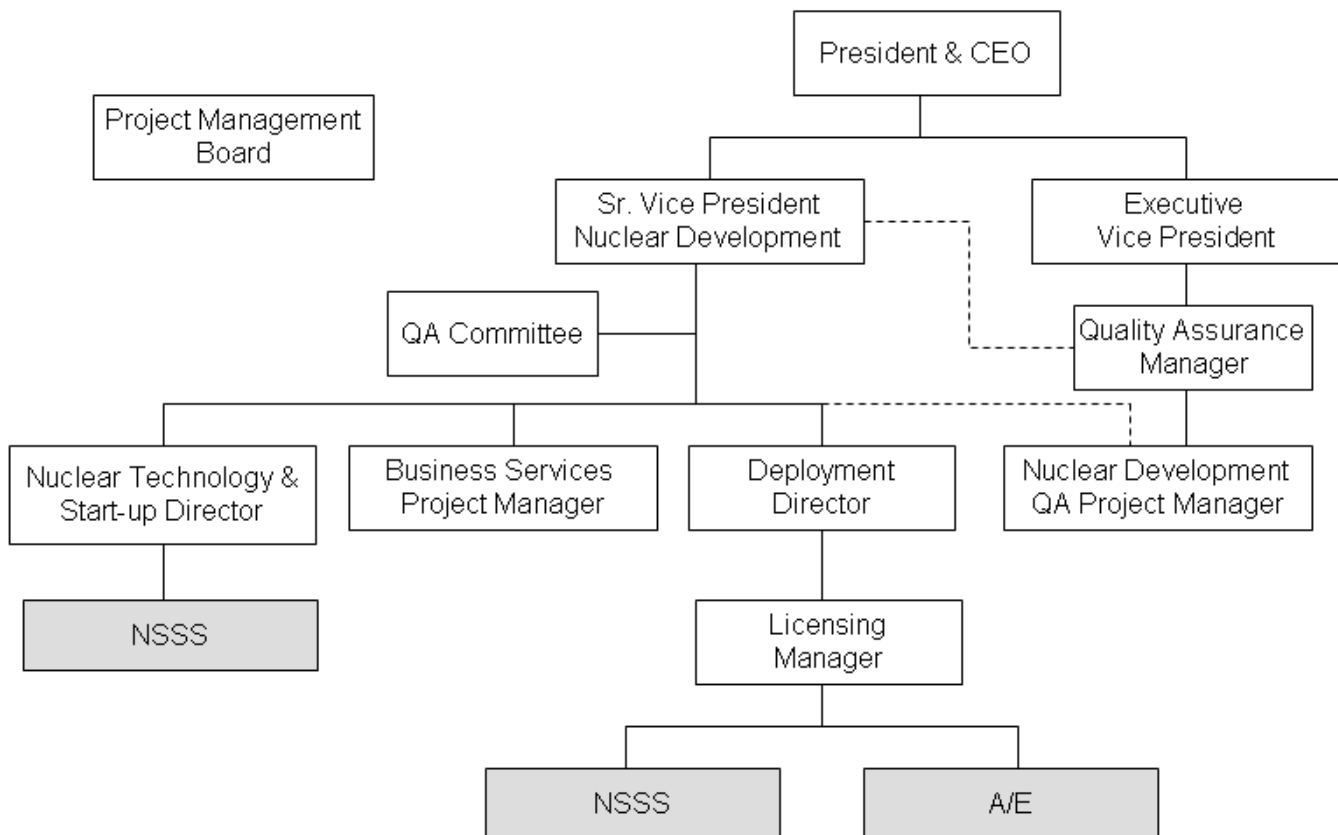 President & CEO
Project Management
Board
Sr. Vice President
Nuclear Development
Executive
Vice President
QA Committee
Quality Assurance
Manager
Nuclear Technology &
Start-up Director
Business Services
Project Manager
Deployment
Director
Nuclear Development
QA Project Manager
NSSS
Licensing
Manager
NSSS
A/E